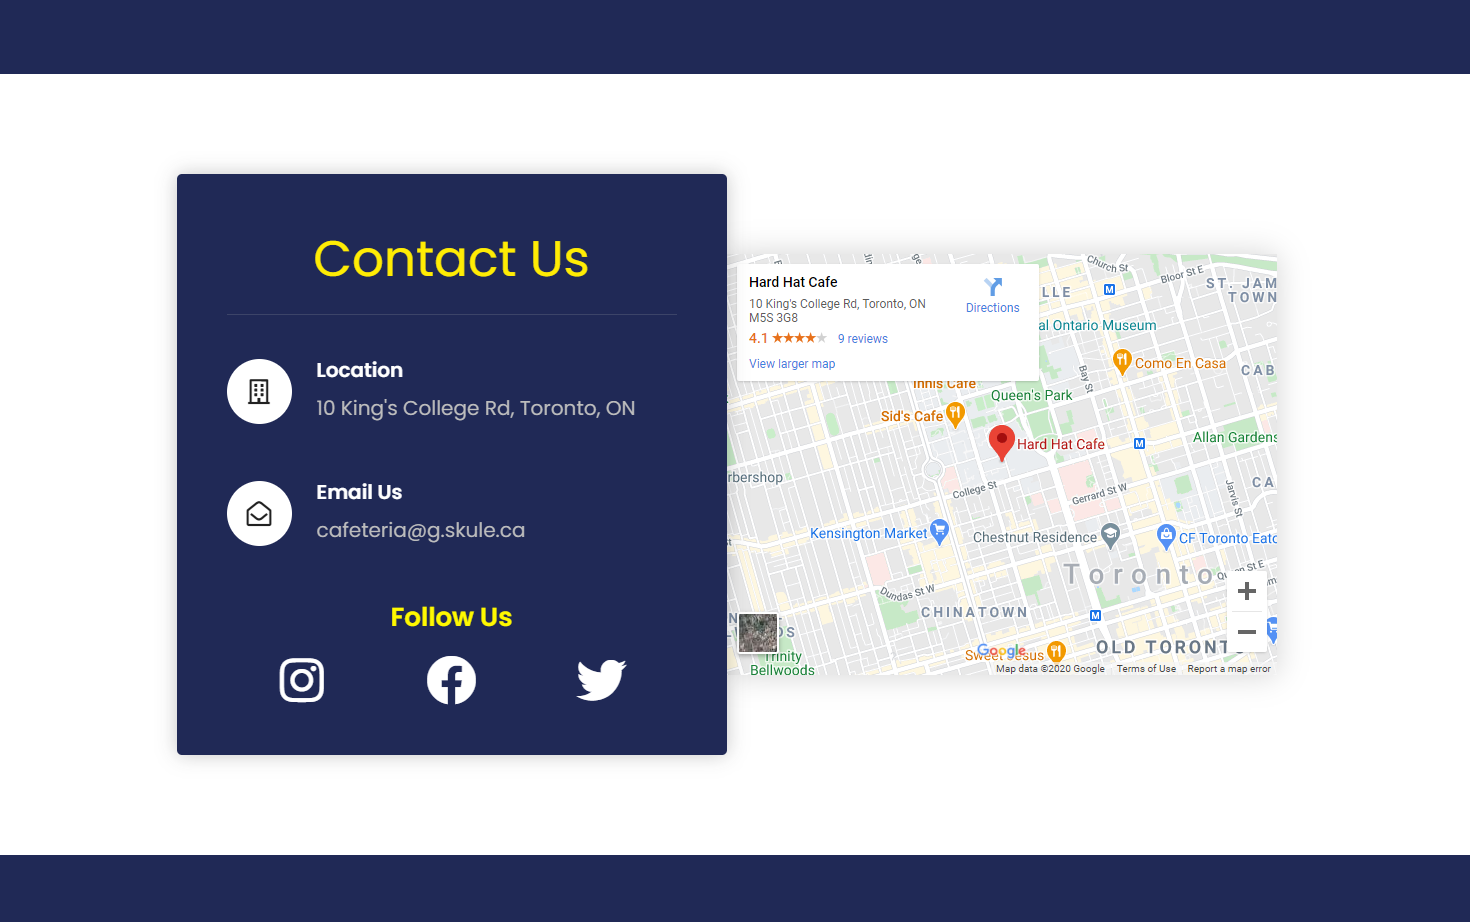 Contact Us
Location
10 King's College Rd, Toronto, ON
Email Us
cafeteria@g.skule.ca
Follow Us
Hard Hat Cafe
10 King's College Rd, Toronto, ON
M5S 3G8
4.1
9 reviews
View larger map
Directions
Church St
Bloor St E
ST. JAM
TOWN
LLE
M
al Ontario Museum
Como En Casa
CAB
Bay St
Innis Cafe
Queen's Park
Sid's Cafe
Hard Hat Cafe
M
Allan Gardens
rbershop
College St
Gerrard St W
Jarvis St
CA
Kensington Market
Chestnut Residence
CF Toronto Eato
Toronto
Queen St E
Dundas St W
CHINATOWN
M
OLD TORONTO
Trinity
Bellwoods
Google
Sweet Jesus
Map data ©2020 Google
Terms of Use
Report a map error